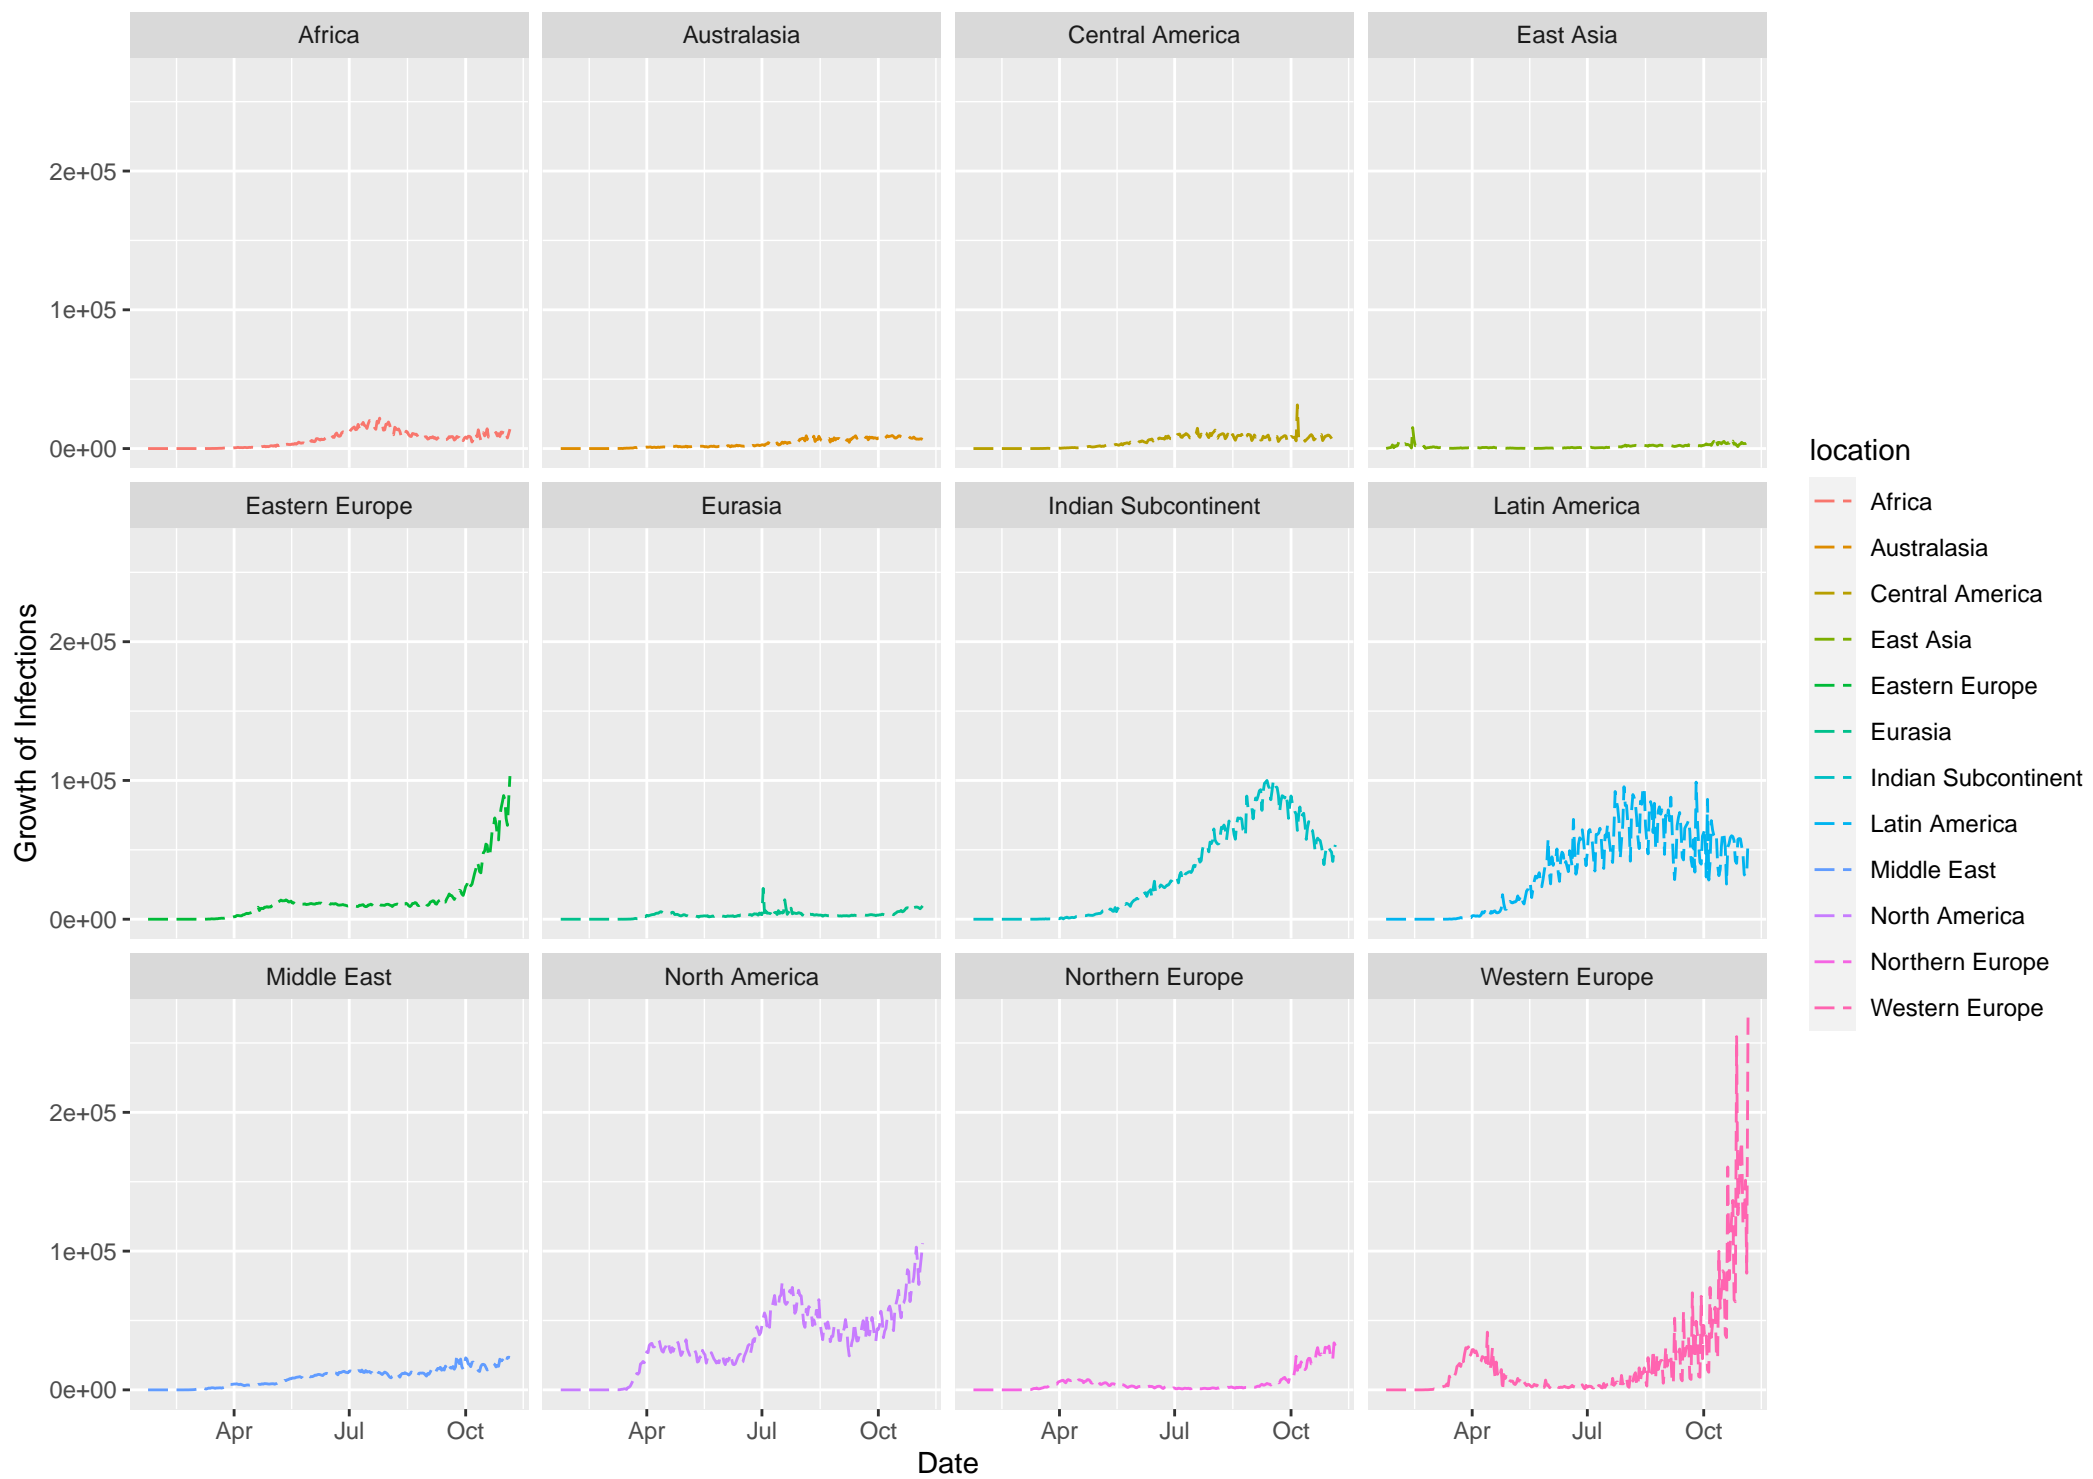 Africa
Australasia
Central America
East Asia
2e+05
1e+05
0e+00
Eastern Europe
Eurasia
Indian Subcontinent
Latin America
2e+05
1e+05
0e+00
Middle East
North America
Northern Europe
Western Europe
2e+05
1e+05
0e+00
Apr Jul Oct
Apr Jul Oct
Apr Jul Oct
Apr Jul Oct
Date
Growth of Infections
location
Africa
Australasia
Central America
East Asia
Eastern Europe
Eurasia
Indian Subcontinent
Latin America
Middle East
North America
Northern Europe
Western Europe